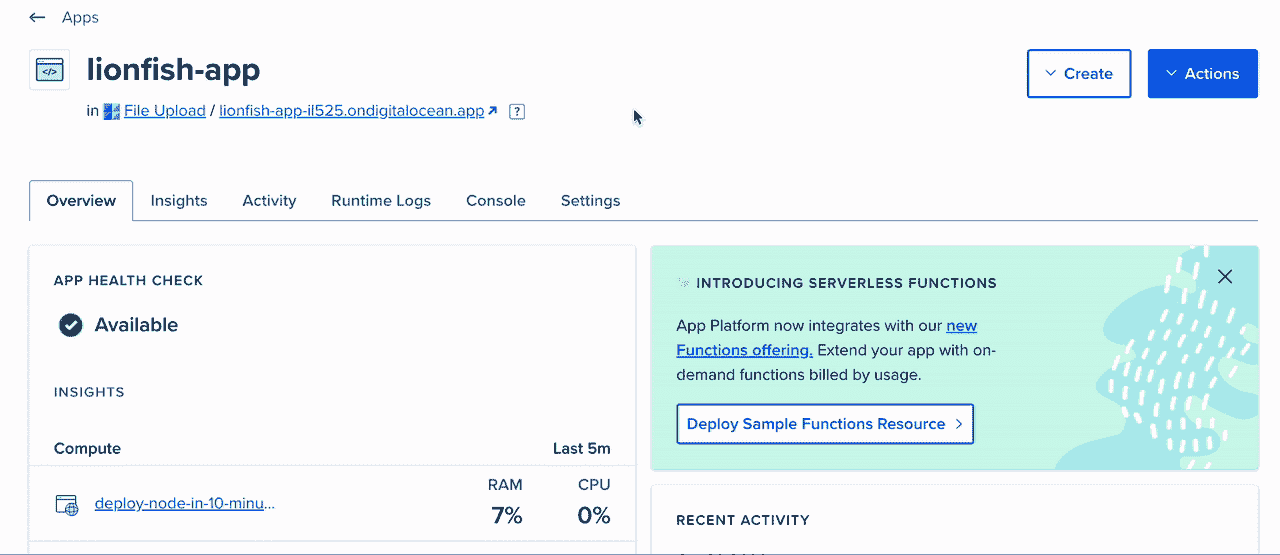 ← Apps
</>
lionfish-app
in File Upload / lionfish-app-il525.ondigitalocean.app ?
Create
Actions
Overview Insights Activity Runtime Logs Console Settings
APP HEALTH CHECK
Available
INSIGHTS
Compute Last 5m
deploy-node-in-10-minu...
RAM CPU
7% 0%
INTRODUCING SERVERLESS FUNCTIONS
App Platform now integrates with our new
Functions offering. Extend your app with on-
demand functions billed by usage.
Deploy Sample Functions Resource >
RECENT ACTIVITY